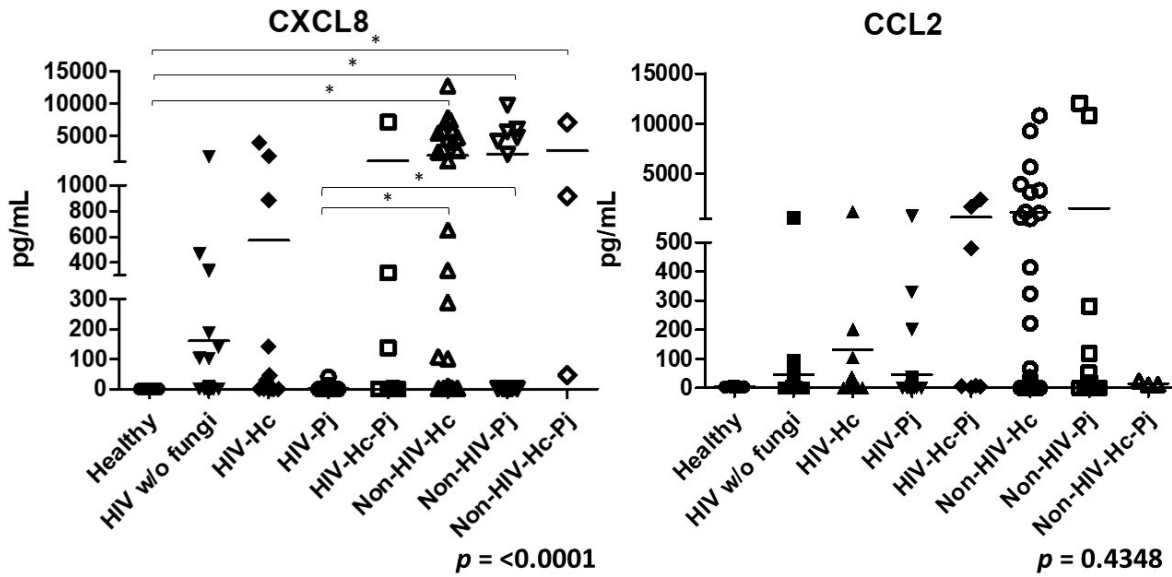 CXCL8
*
*
*
15000
10000
5000
1000
800
600
400
300
200
100
0
pg/mL
*
*
Healthy
HIV w/o fungi
HIV-Hc
HIV-Pj
HIV-Hc-Pj
Non-HIV-Hc
Non-HIV-Pj
Non-HIV-Hc-Pj
p = <0.0001
CCL2
15000
10000
5000
500
400
300
200
100
0
pg/mL
Healthy
HIV w/o fungi
HIV-Hc
HIV-Pj
HIV-Hc-Pj
Non-HIV-Hc
Non-HIV-Pj
Non-HIV-Hc-Pj
p = 0.4348